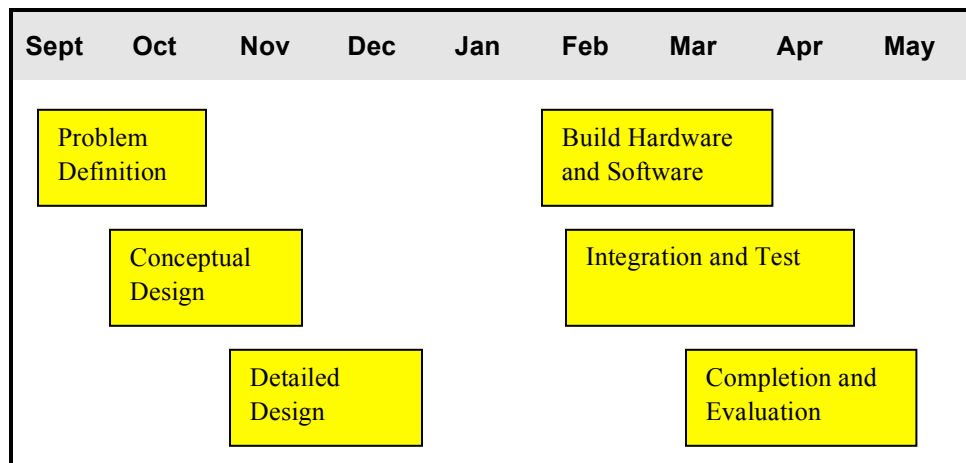 Sept Oct Nov Dec Jan Feb Mar Apr May
Problem
Definition
Build Hardware
and Software
Conceptual
Design
Integration and Test
Detailed
Design
Completion and
Evaluation